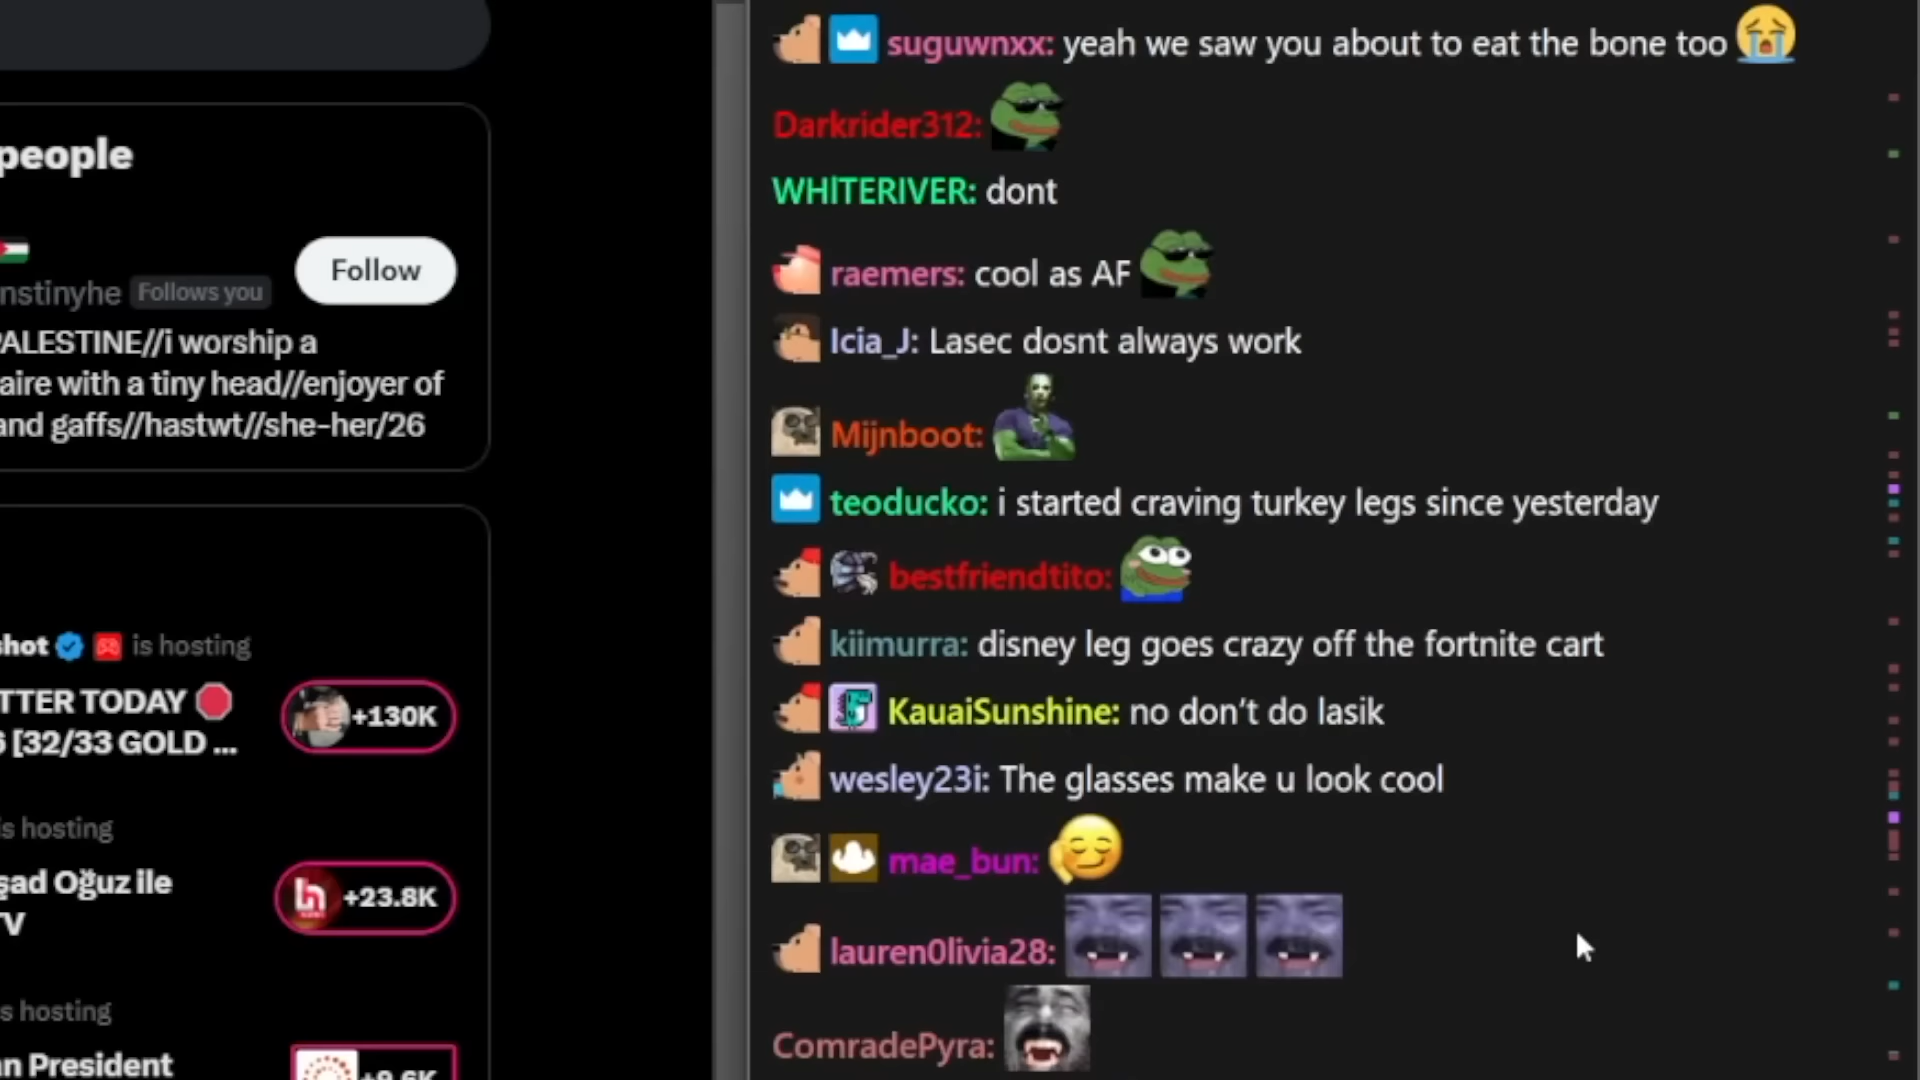 people
nstinyhe Follows you
Follow
PALESTINE//i worship a
aire with a tiny head//enjoyer of
and gaffs//hastwt//she-her/26
shot is hosting
TTER TODAY
[32/33 GOLD ...
+130K
is hosting
şad Oğuz ile
TV
+23.8K
s hosting
n President
+9.6K
suguwnxx: yeah we saw you about to eat the bone too
Darkrider312:
WHITERIVER: dont
raemers: cool as AF
Icia_J: Lasec dosnt always work
Mijnboot:
teoducko: i started craving turkey legs since yesterday
bestfriendtito:
kiimurra: disney leg goes crazy off the fortnite cart
KauaiSunshine: no don't do lasik
wesley23i: The glasses make u look cool
mae_bun:
lauren0livia28:
ComradePyra: